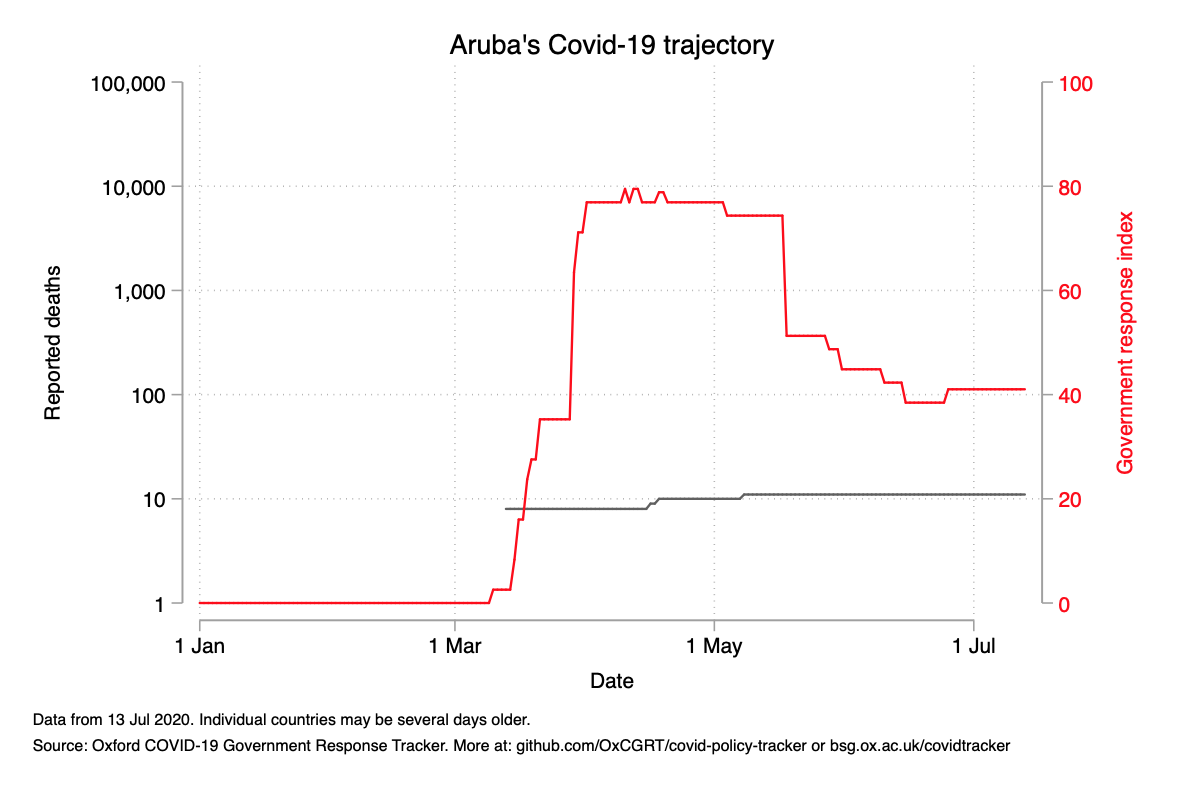 Aruba's Covid-19 trajectory
100,000
10,000
1,000
100
10
1
Reported deaths
100
80
60
40
20
0
Government response index
1 Jan
1 Mar
1 May
1 Jul
Date
Data from 13 Jul 2020. Individual countries may be several days older.
Source: Oxford COVID-19 Government Response Tracker. More at: github.com/OxCGRT/covid-policy-tracker or bsg.ox.ac.uk/covidtracker